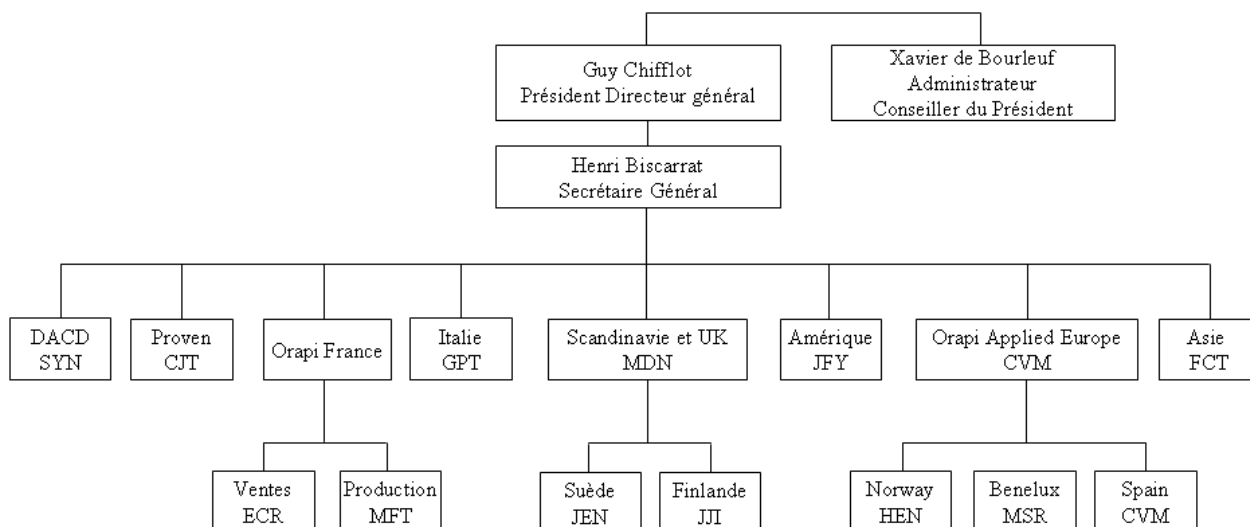 Guy Chifflot
Président Directeur général
Xavier de Bourleuf
Administrateur
Conseiller du Président
Henri Biscarrat
Secrétaire Général
DACD
SYN
Proven
CJT
Orapi France
Italie
GPT
Scandinavie et UK
MDN
Amérique
JFY
Orapi Applied Europe
CVM
Asie
FCT
Ventes
ECR
Production
MFT
Suède
JEN
Finlande
JJI
Norway
HEN
Benelux
MSR
Spain
CVM